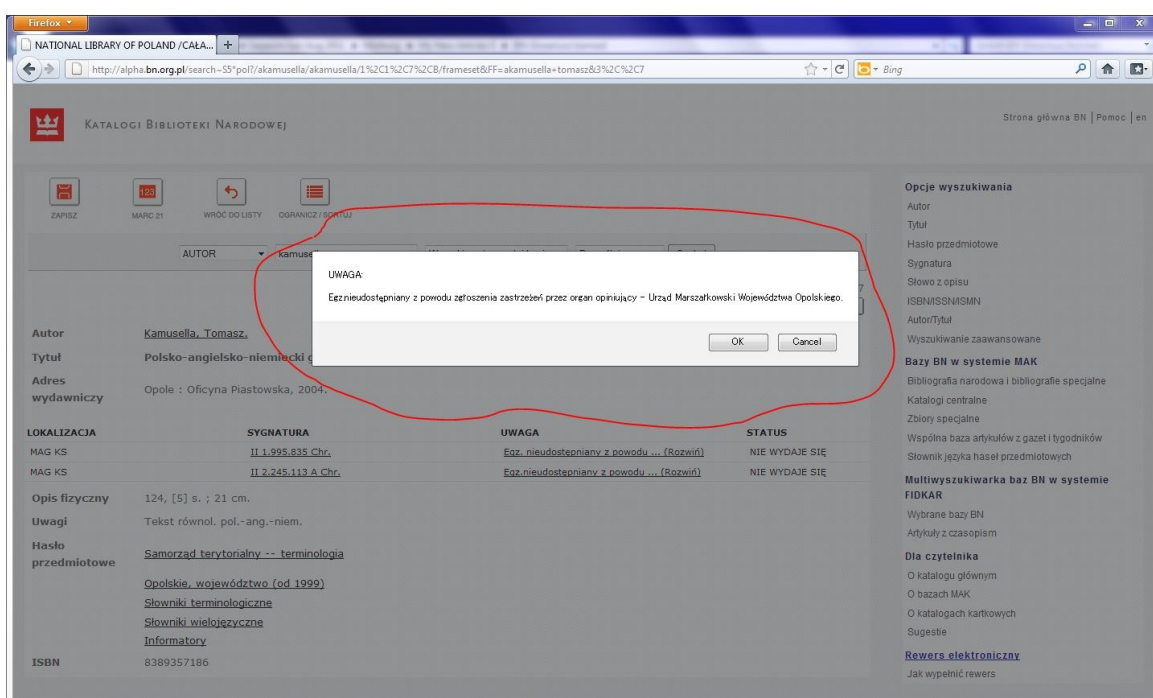 Firefox
NATIONAL LIBRARY OF POLAND /CAŁA...
http://alpha.bn.org.pl/search~S5*pol?/akamusella/akamusella/1%2C1%2C7%2CB/frameset&FF=akamusella+tomasz&3%2C%2C7
Bing
KATALOGI BIBLIOTEKI NARODOWEJ
Strona główna BN | Pomoc | en
ZAPISZ
MARC 21
WRÓĆ DO LISTY
OGRANICZ / SORTUJ
AUTOR
kamuse
UWAGA:
Egz.nieudostępniany z powodu zgłoszenia zastrzeżeń przez organ opiniujący - Urząd Marszałkowski Województwa Opolskiego.
OK
Cancel
Autor Kamusella, Tomasz.
Tytuł Polsko-angielsko-niemiecki g
Adres wydawniczy Opole : Oficyna Piastowska, 2004.
LOKALIZACJA SYGNATURA UWAGA STATUS
MAG KS II 1.995.835 Chr. Egz. nieudostępniany z powodu ... (Rozwiń) NIE WYDAJE SIĘ
MAG KS II 2.245.113 A Chr. Egz.nieudostępniany z powodu ... (Rozwiń) NIE WYDAJE SIĘ
Opis fizyczny 124, [5] s. ; 21 cm.
Uwagi Tekst równol. pol.-ang.-niem.
Hasło przedmiotowe Samorząd terytorialny -- terminologia
Opolskie, województwo (od 1999)
Słowniki terminologiczne
Słowniki wielojęzyczne
Informatory
ISBN 8389357186
Opcje wyszukiwania
Autor
Tytuł
Hasło przedmiotowe
Sygnatura
Słowo z opisu
ISBN/ISSN/ISMN
Autor/Tytuł
Wyszukiwanie zaawansowane
Bazy BN w systemie MAK
Bibliografia narodowa i bibliografie specjalne
Katalogi centralne
Zbiory specjalne
Wspólna baza artykułów z gazet i tygodników
Słownik języka haseł przedmiotowych
Multiwyszukiwarka baz BN w systemie
FIDKAR
Wybrane bazy BN
Artykuły z czasopism
Dla czytelnika
O katalogu głównym
O bazach MAK
O katalogach kartkowych
Sugestie
Rewers elektroniczny
Jak wypełnić rewers